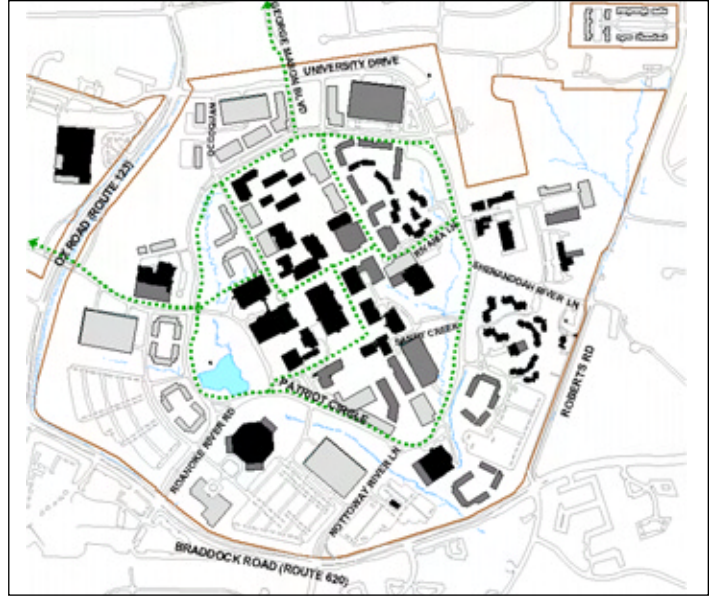 GEORGE MASON BLVD
UNIVERSITY DRIVE
OCCOQUAN
OX ROAD (ROUTE 123)
SHENANDOAH RIVER LN
ROBERTS RD
PATRIOT CIRCLE
ROANOKE RIVER RD
NOTTOWAY RIVER LN
BRADDOCK ROAD (ROUTE 620)